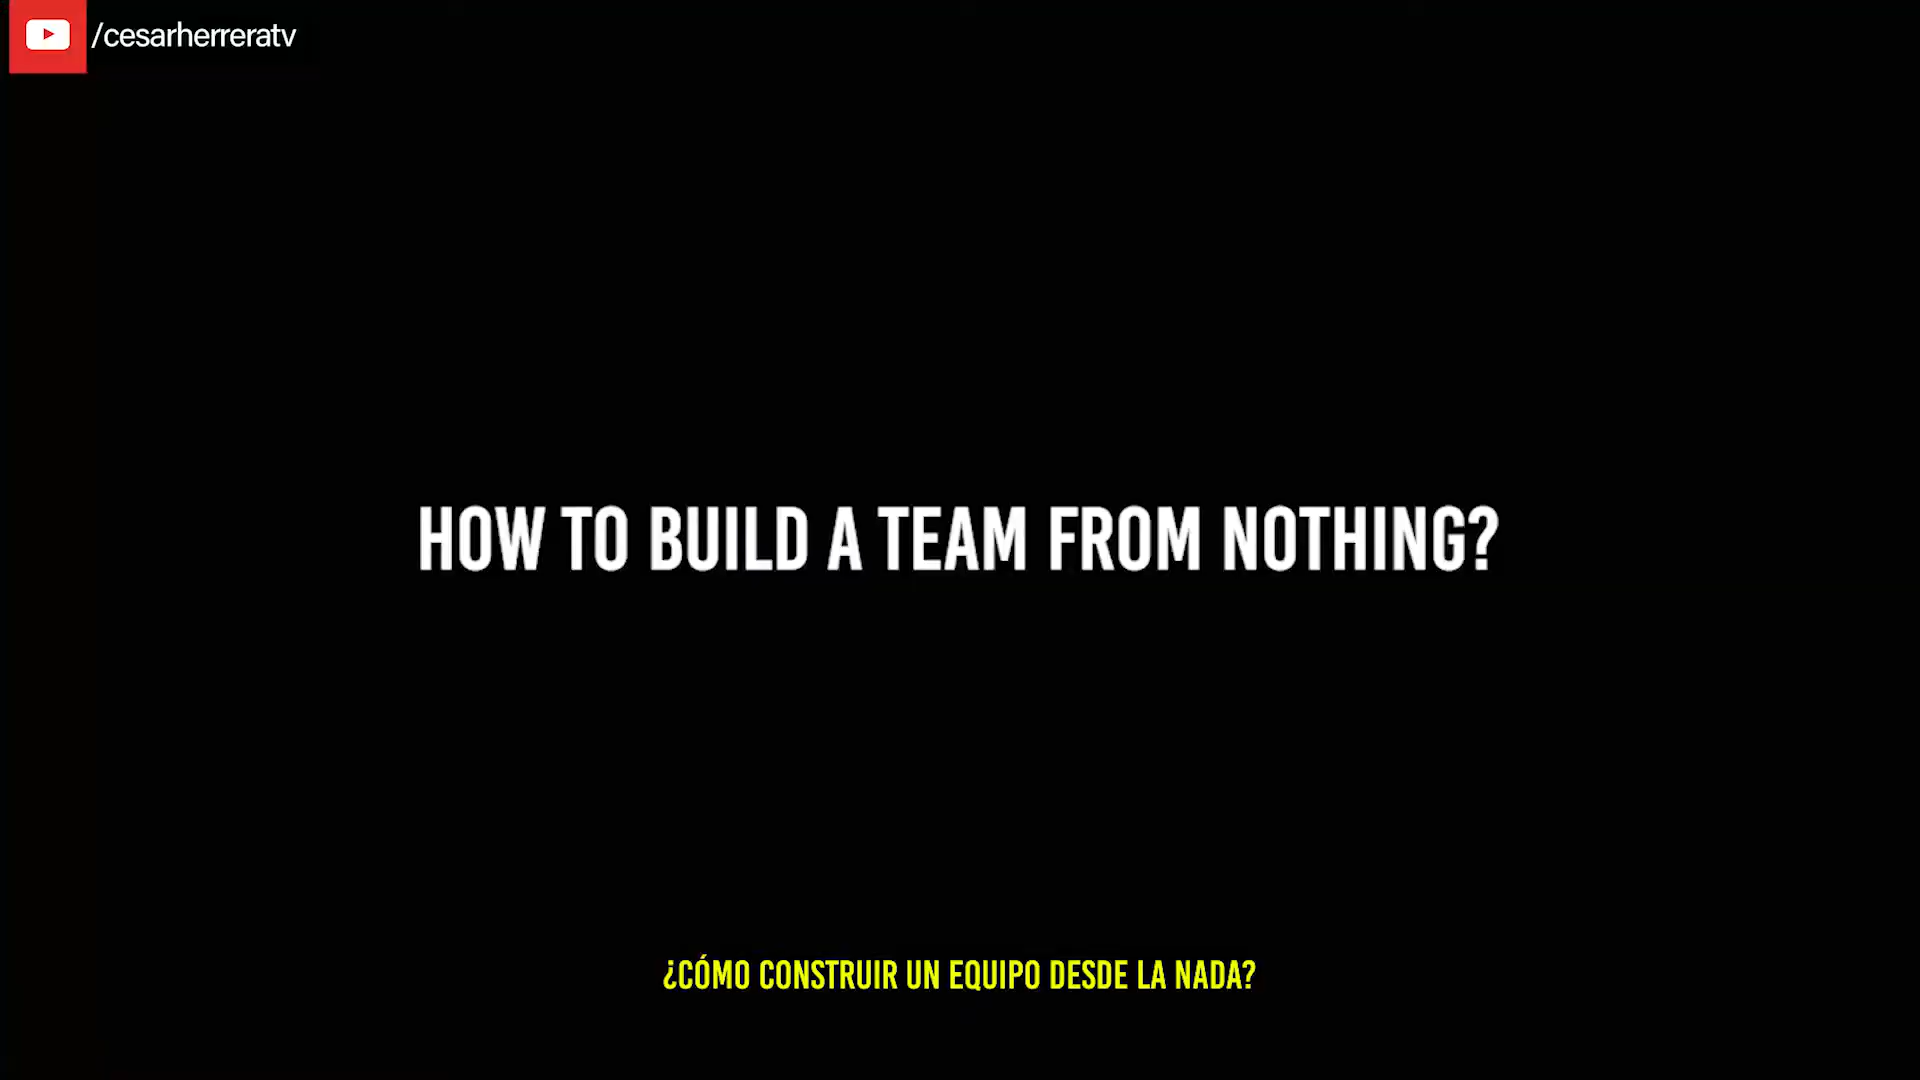 /cesarherreratv
HOW TO BUILD A TEAM FROM NOTHING?
¿CÓMO CONSTRUIR UN EQUIPO DESDE LA NADA?